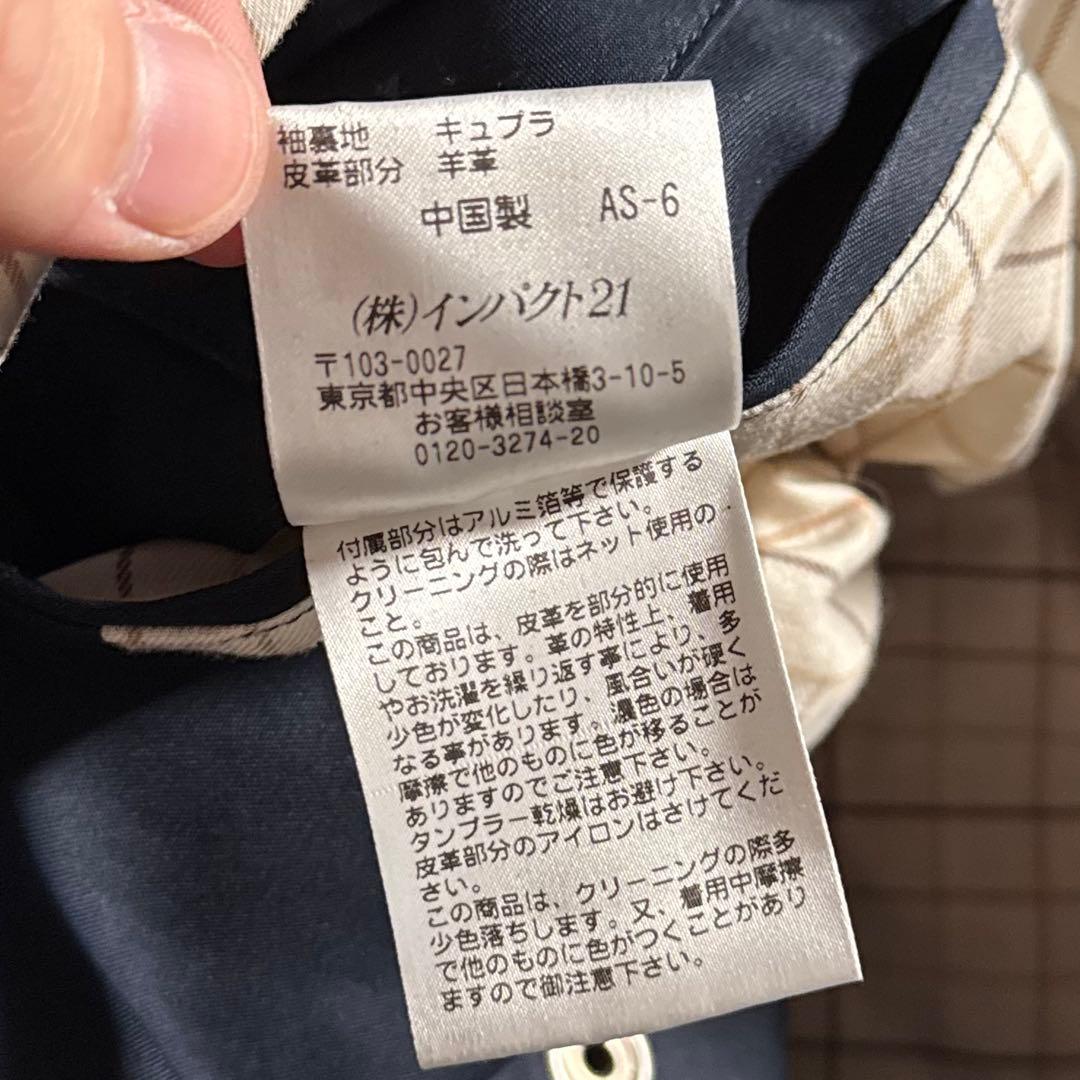 袖裏地 キュプラ
皮革部分 羊革
中国製 AS-6
(株)インパクト21
〒103-0027
東京都中央区日本橋3-10-5
お客様相談室
0120-3274-20
付属部分はアルミ箔等で保護する
ように包んで洗って下さい。
クリーニングの際はネット使用の
こと。
この商品は、皮革を部分的に使用
しております。革の特性上、着用
やお洗濯を繰り返す事により、多
少色が変化したり、風合いが硬く
なる事があります。濃色の場合は
摩擦で他のものに色が移ることが
ありますのでご注意下さい。
タンブラー乾燥はお避け下さい。
皮革部分のアイロンはさけてくだ
さい。
この商品は、クリーニングの際多
少色落ちします。又、着用中摩擦
で他のものに色がつくことがあり
ますので御注意下さい。